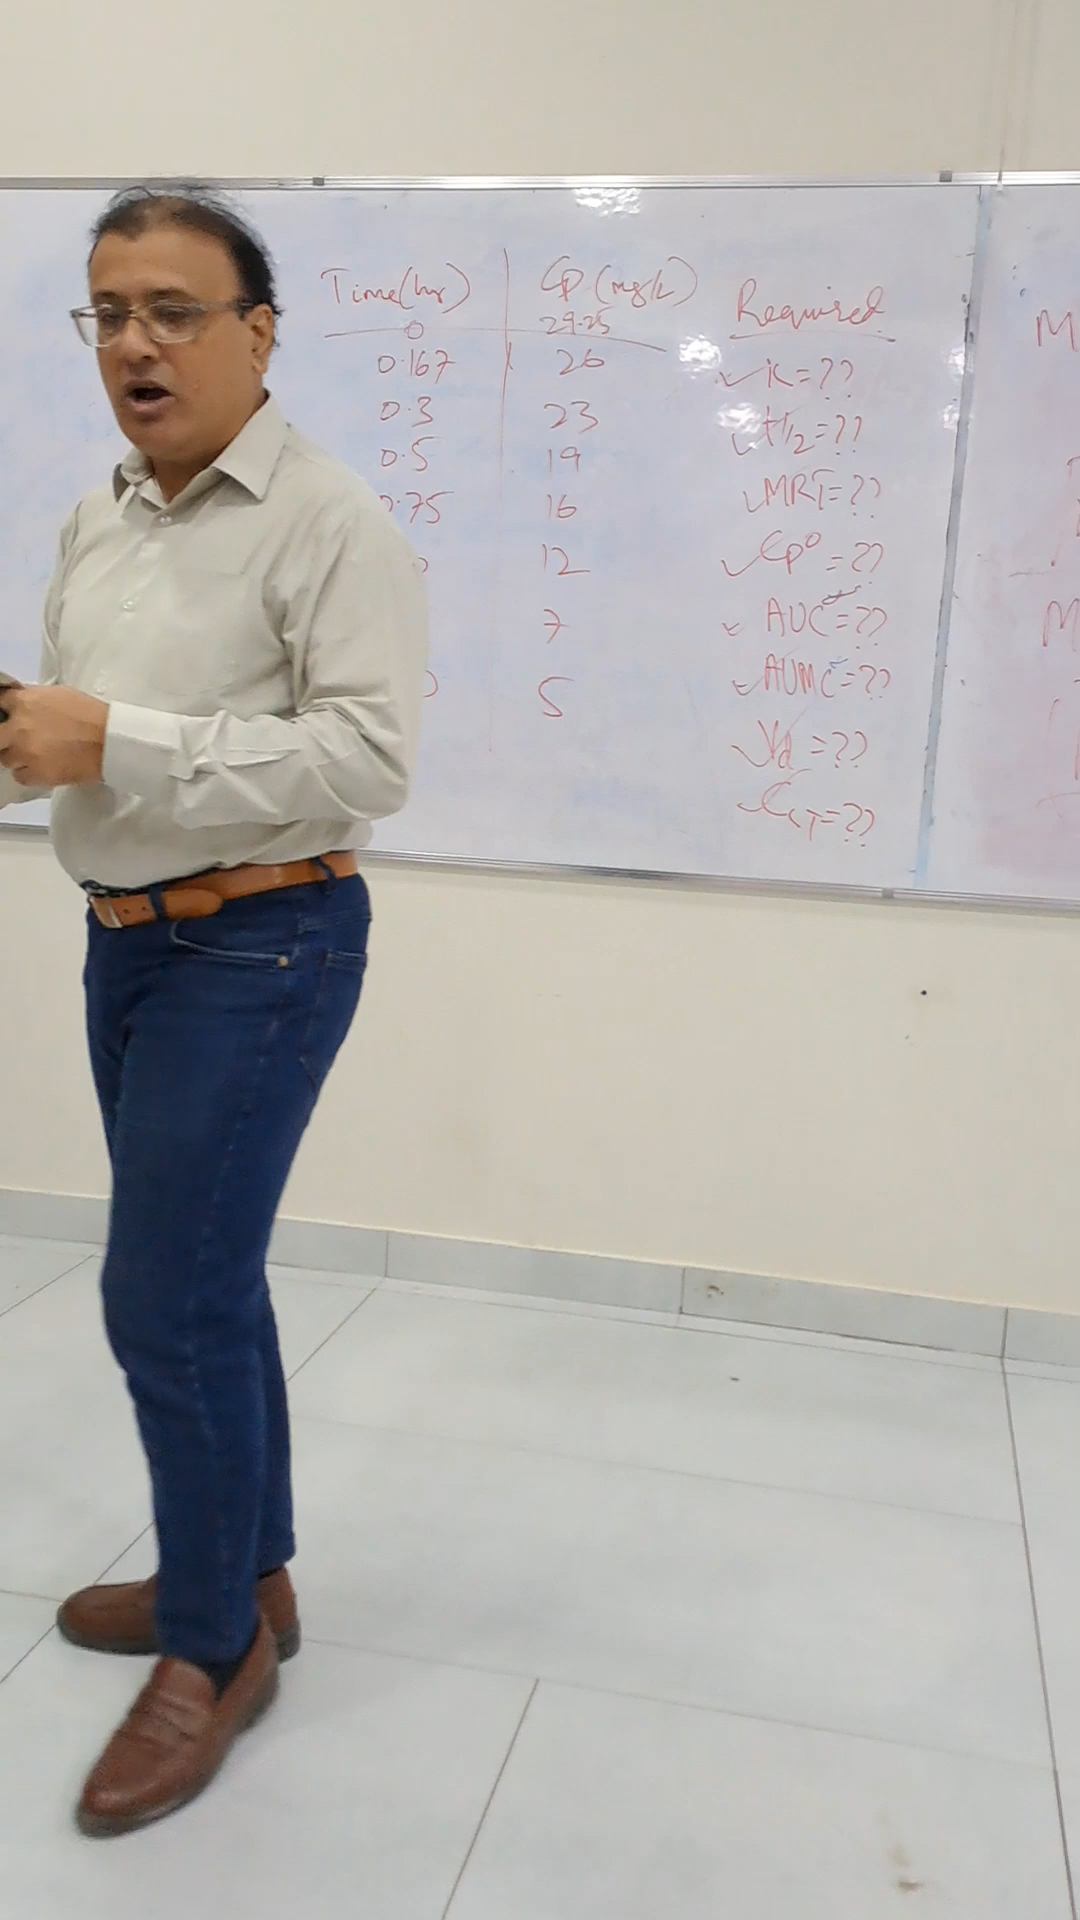 Time(hr) Cp (mg/L) Required
0 29.25
0.167 26 ✓ K=??
0.3 23 ✓ t1/2=??
0.5 19 ✓ MRT=??
.75 16 ✓ Cp⁰ =??
12 ✓ AUC=??
7 ✓ AUMC=??
5 ✓ Vd =??